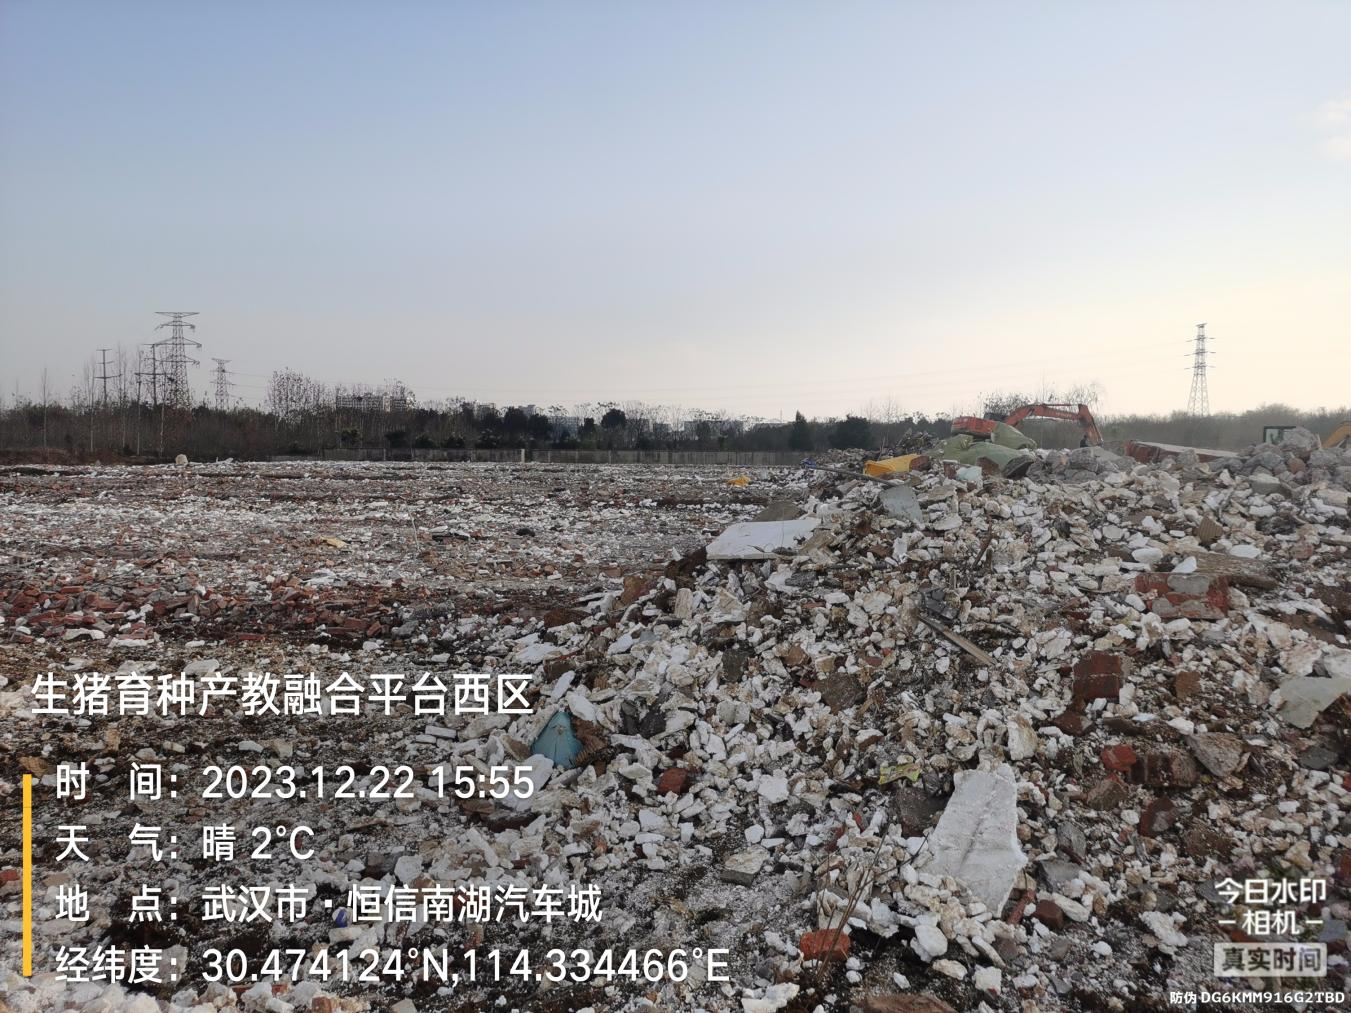 生猪育种产教融合平台西区
时 间：2023.12.22 15:55
天 气：晴 2℃
地 点：武汉市·恒信南湖汽车城
经纬度：30.474124°N,114.334466°E
今日水印
相机
真实时间
防伪 DG6KMM916G2TBD